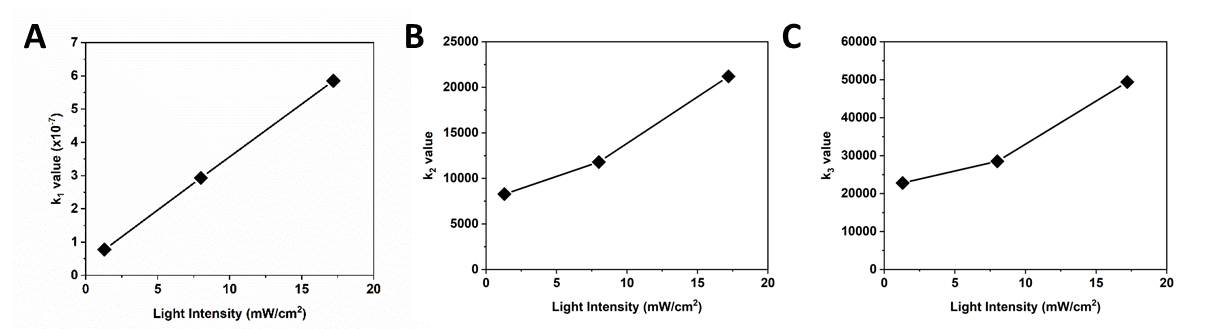 A
k₁ value (x10⁻⁷)
7
6
5
4
3
2
1
0
0 5 10 15 20
Light Intensity (mW/cm²)
B
k₂ value
25000
20000
15000
10000
5000
0
0 5 10 15 20
Light Intensity (mW/cm²)
C
k₃ value
60000
50000
40000
30000
20000
10000
0
0 5 10 15 20
Light Intensity (mW/cm²)